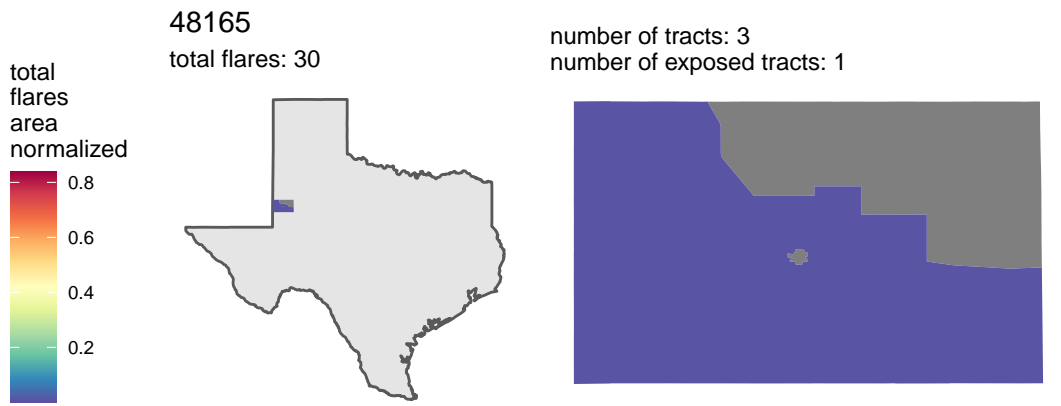 48165
total flares: 30
number of tracts: 3
number of exposed tracts: 1
total
flares
area
normalized
0.8
0.6
0.4
0.2